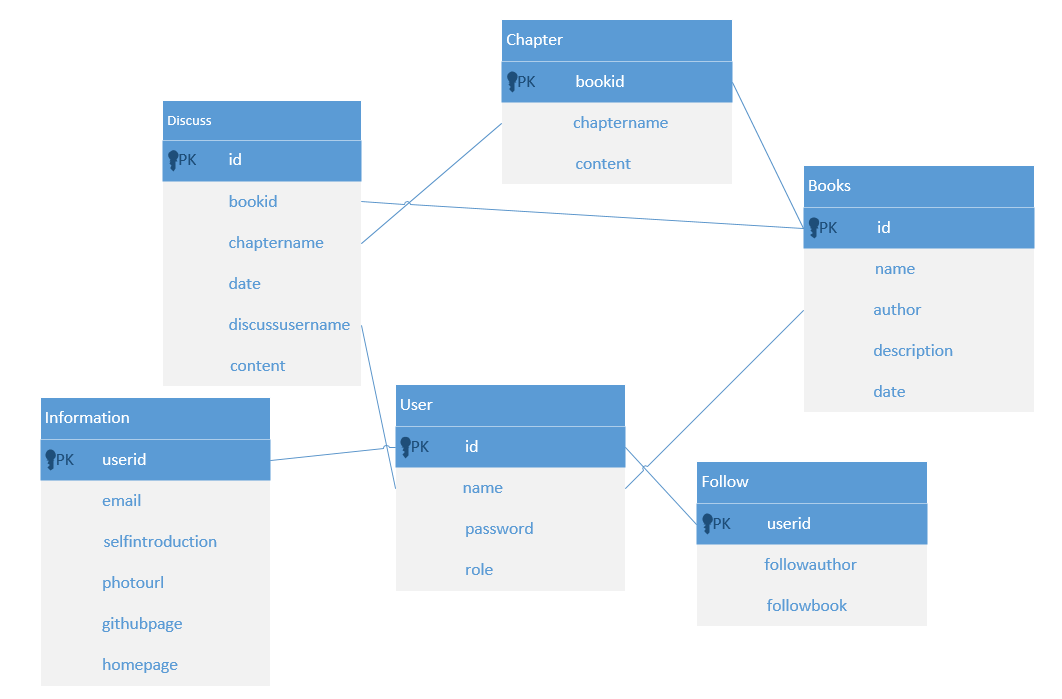 Chapter
PK bookid
chaptername
content
Discuss
PK id
bookid
chaptername
date
discussusername
content
Books
PK id
name
author
description
date
Information
PK userid
email
selfintroduction
photourl
githubpage
homepage
User
PK id
name
password
role
Follow
PK userid
followauthor
followbook